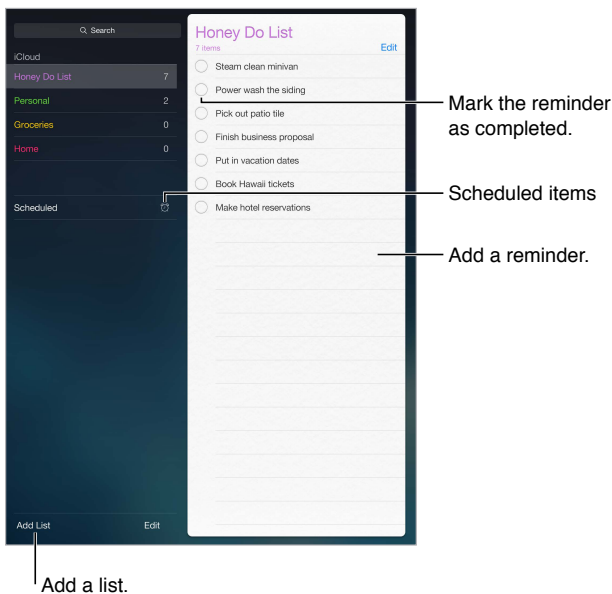 Search
iCloud
Honey Do List 7
Personal 2
Groceries 0
Home 0
Scheduled
Add List Edit
Honey Do List
7 items Edit
Steam clean minivan
Power wash the siding
Pick out patio tile
Finish business proposal
Put in vacation dates
Book Hawaii tickets
Make hotel reservations
Mark the reminder
as completed.
Scheduled items
Add a reminder.
Add a list.